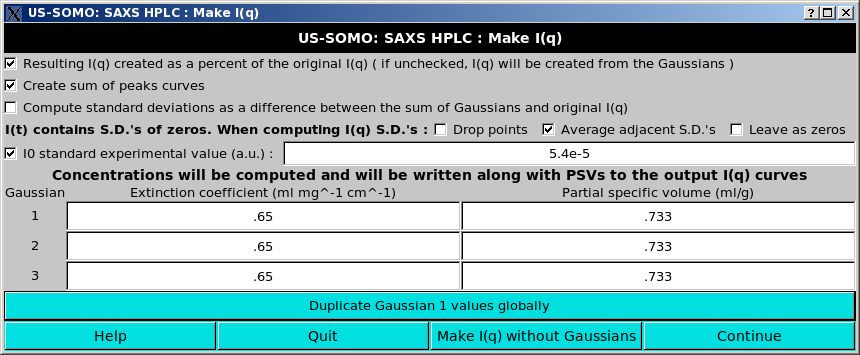 US-SOMO: SAXS HPLC : Make I(q)
US-SOMO: SAXS HPLC : Make I(q)
Resulting I(q) created as a percent of the original I(q) ( if unchecked, I(q) will be created from the Gaussians )
Create sum of peaks curves
Compute standard deviations as a difference between the sum of Gaussians and original I(q)
I(t) contains S.D.'s of zeros. When computing I(q) S.D.'s : Drop points Average adjacent S.D.'s Leave as zeros
I0 standard experimental value (a.u.) : 5.4e-5
Concentrations will be computed and will be written along with PSVs to the output I(q) curves
Gaussian Extinction coefficient (ml mg^-1 cm^-1) Partial specific volume (ml/g)
1 .65 .733
2 .65 .733
3 .65 .733
Duplicate Gaussian 1 values globally
Help Quit Make I(q) without Gaussians Continue